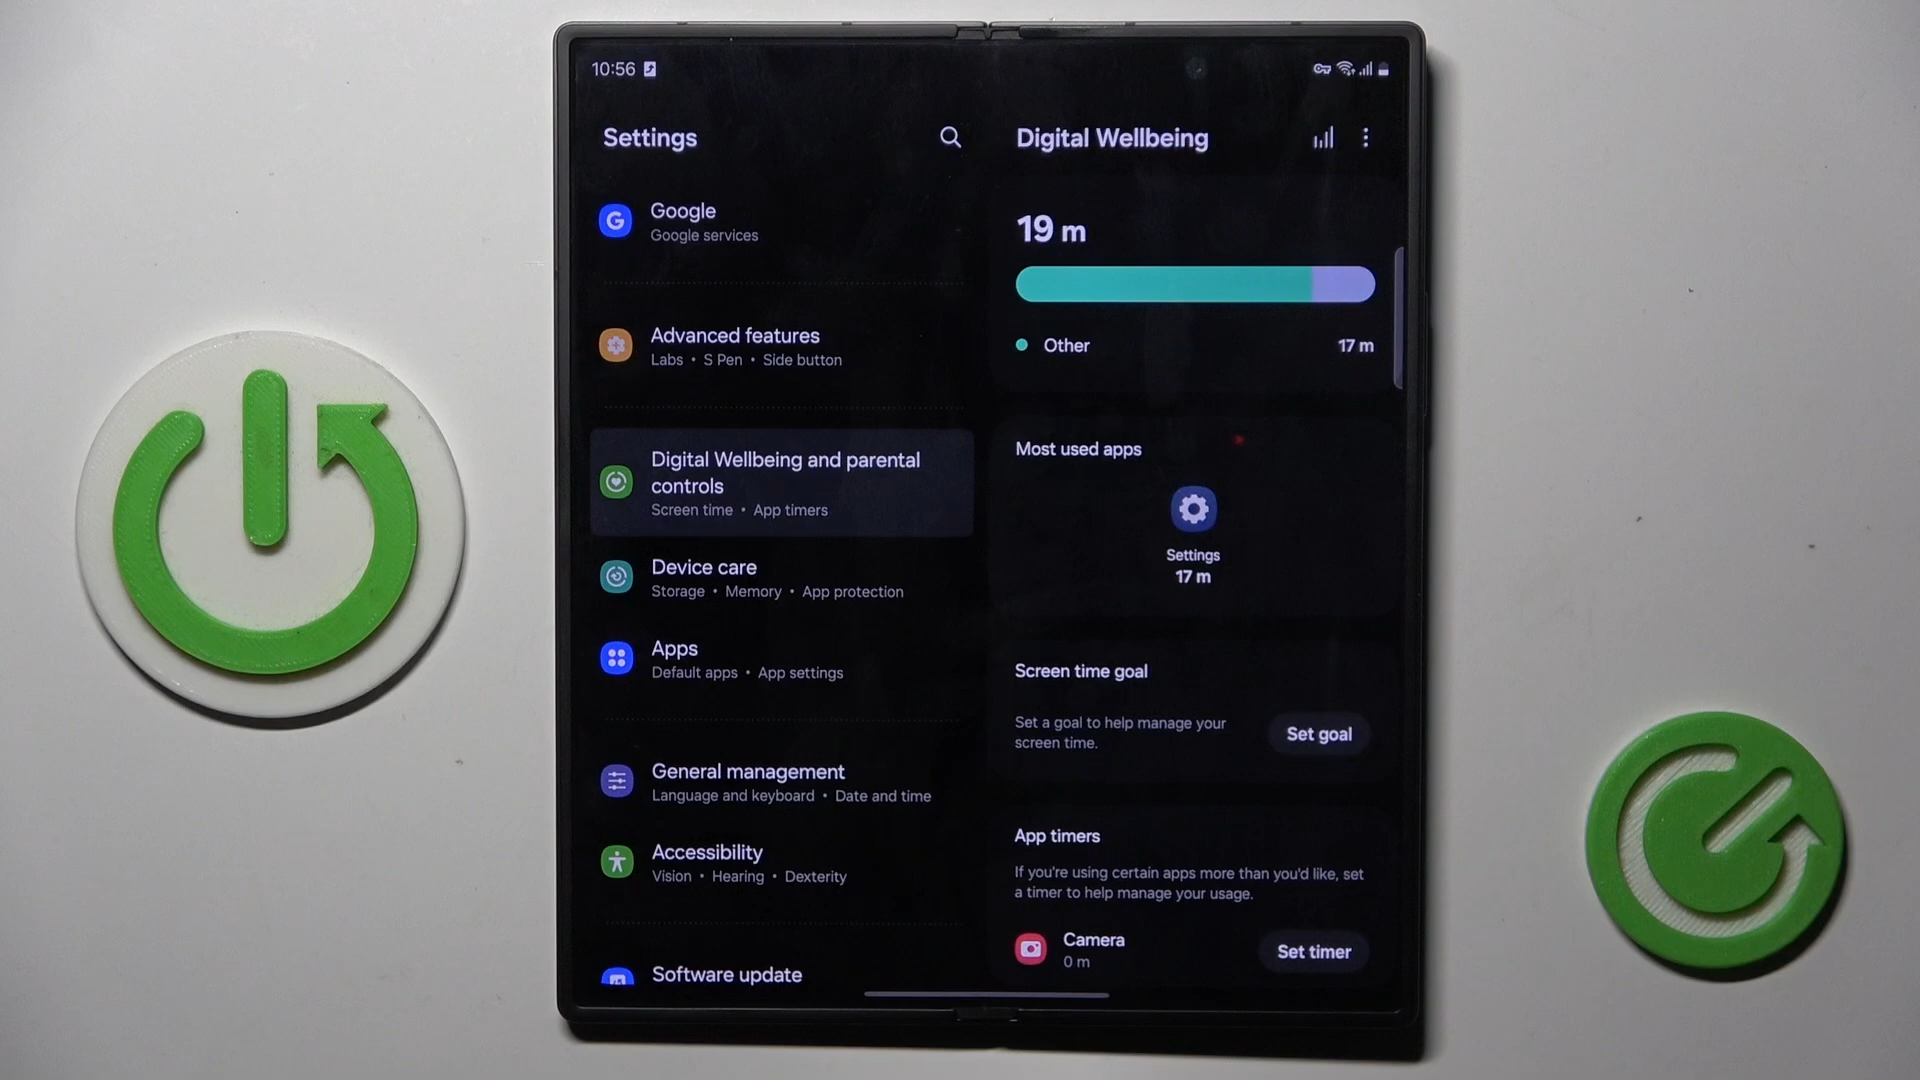 10:56
Settings
Google
Google services
Advanced features
Labs • S Pen • Side button
Digital Wellbeing and parental
controls
Screen time • App timers
Device care
Storage • Memory • App protection
Apps
Default apps • App settings
General management
Language and keyboard • Date and time
Accessibility
Vision • Hearing • Dexterity
Software update
Digital Wellbeing
19 m
Other 17 m
Most used apps
Settings
17 m
Screen time goal
Set a goal to help manage your
screen time.
Set goal
App timers
If you're using certain apps more than you'd like, set
a timer to help manage your usage.
Camera
0 m
Set timer